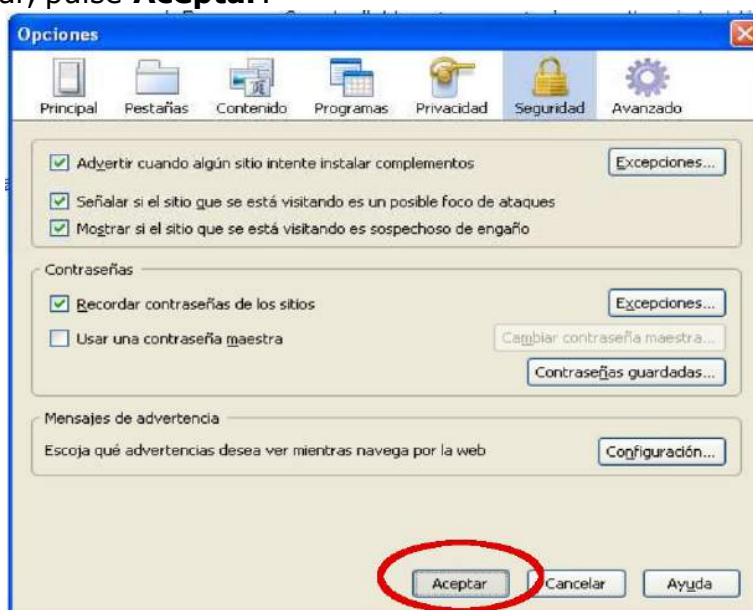 pulse Aceptar.
Opciones
Principal Pestañas Contenido Programas Privacidad Seguridad Avanzado
Advertir cuando algún sitio intente instalar complementos Excepciones...
Señalar si el sitio que se está visitando es un posible foco de ataques
Mostrar si el sitio que se está visitando es sospechoso de engaño
Contraseñas
Recordar contraseñas de los sitios Excepciones...
Usar una contraseña maestra Cambiar contraseña maestra...
Contraseñas guardadas...
Mensajes de advertencia
Escoja qué advertencias desea ver mientras navega por la web Configuración...
Aceptar Cancelar Ayuda